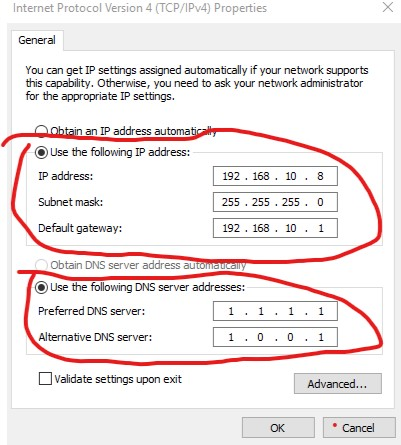 Internet Protocol Version 4 (TCP/IPv4) Properties
General
You can get IP settings assigned automatically if your network supports
this capability. Otherwise, you need to ask your network administrator
for the appropriate IP settings.
Obtain an IP address automatically
Use the following IP address:
IP address: 192 . 168 . 10 . 8
Subnet mask: 255 . 255 . 255 . 0
Default gateway: 192 . 168 . 10 . 1
Obtain DNS server address automatically
Use the following DNS server addresses:
Preferred DNS server: 1 . 1 . 1 . 1
Alternative DNS server: 1 . 0 . 0 . 1
Validate settings upon exit
Advanced...
OK
Cancel